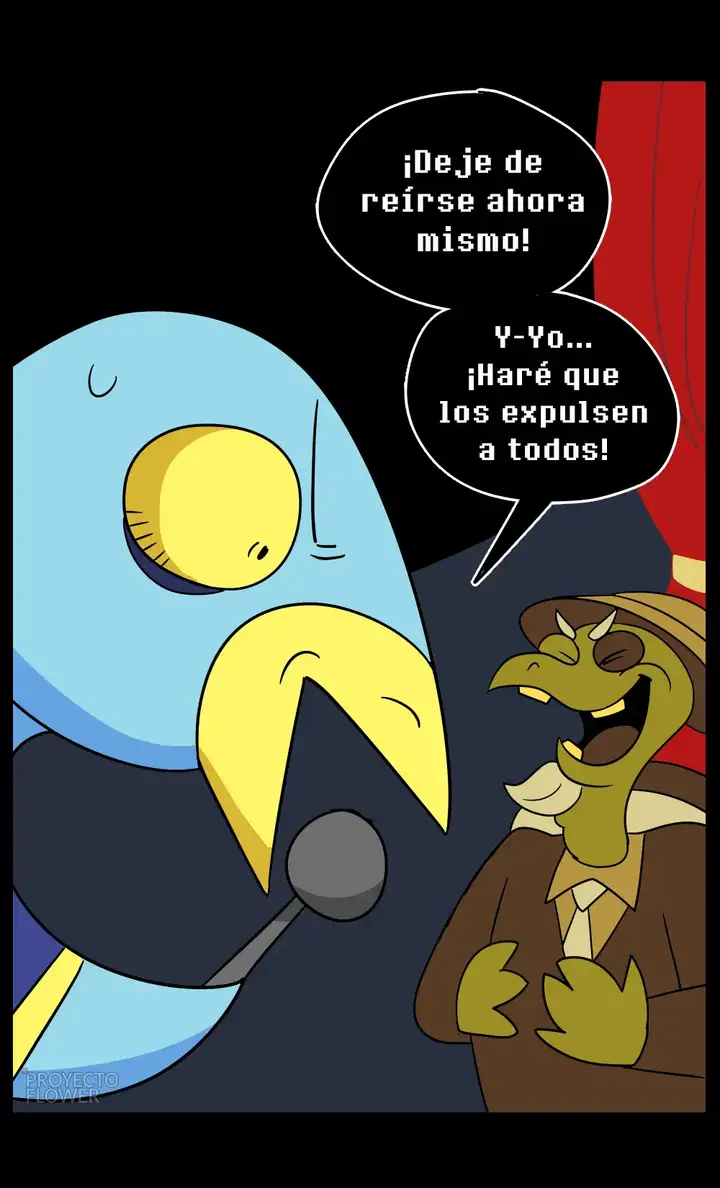 ¡Deje de
reírse ahora
mismo!
Y-Yo...
¡Haré que
los expulsen
a todos!
PROYECTO
FLOWER